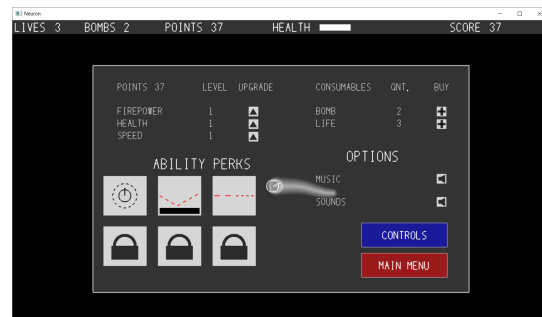 Neuron
LIVES 3 BOMBS 2 POINTS 37 HEALTH SCORE 37
POINTS 37 LEVEL UPGRADE CONSUMABLES QNT. BUY
FIREPOWER 1 BOMB 2
HEALTH 1 LIFE 3
SPEED 1
ABILITY PERKS OPTIONS
MUSIC
SOUNDS
CONTROLS
MAIN MENU